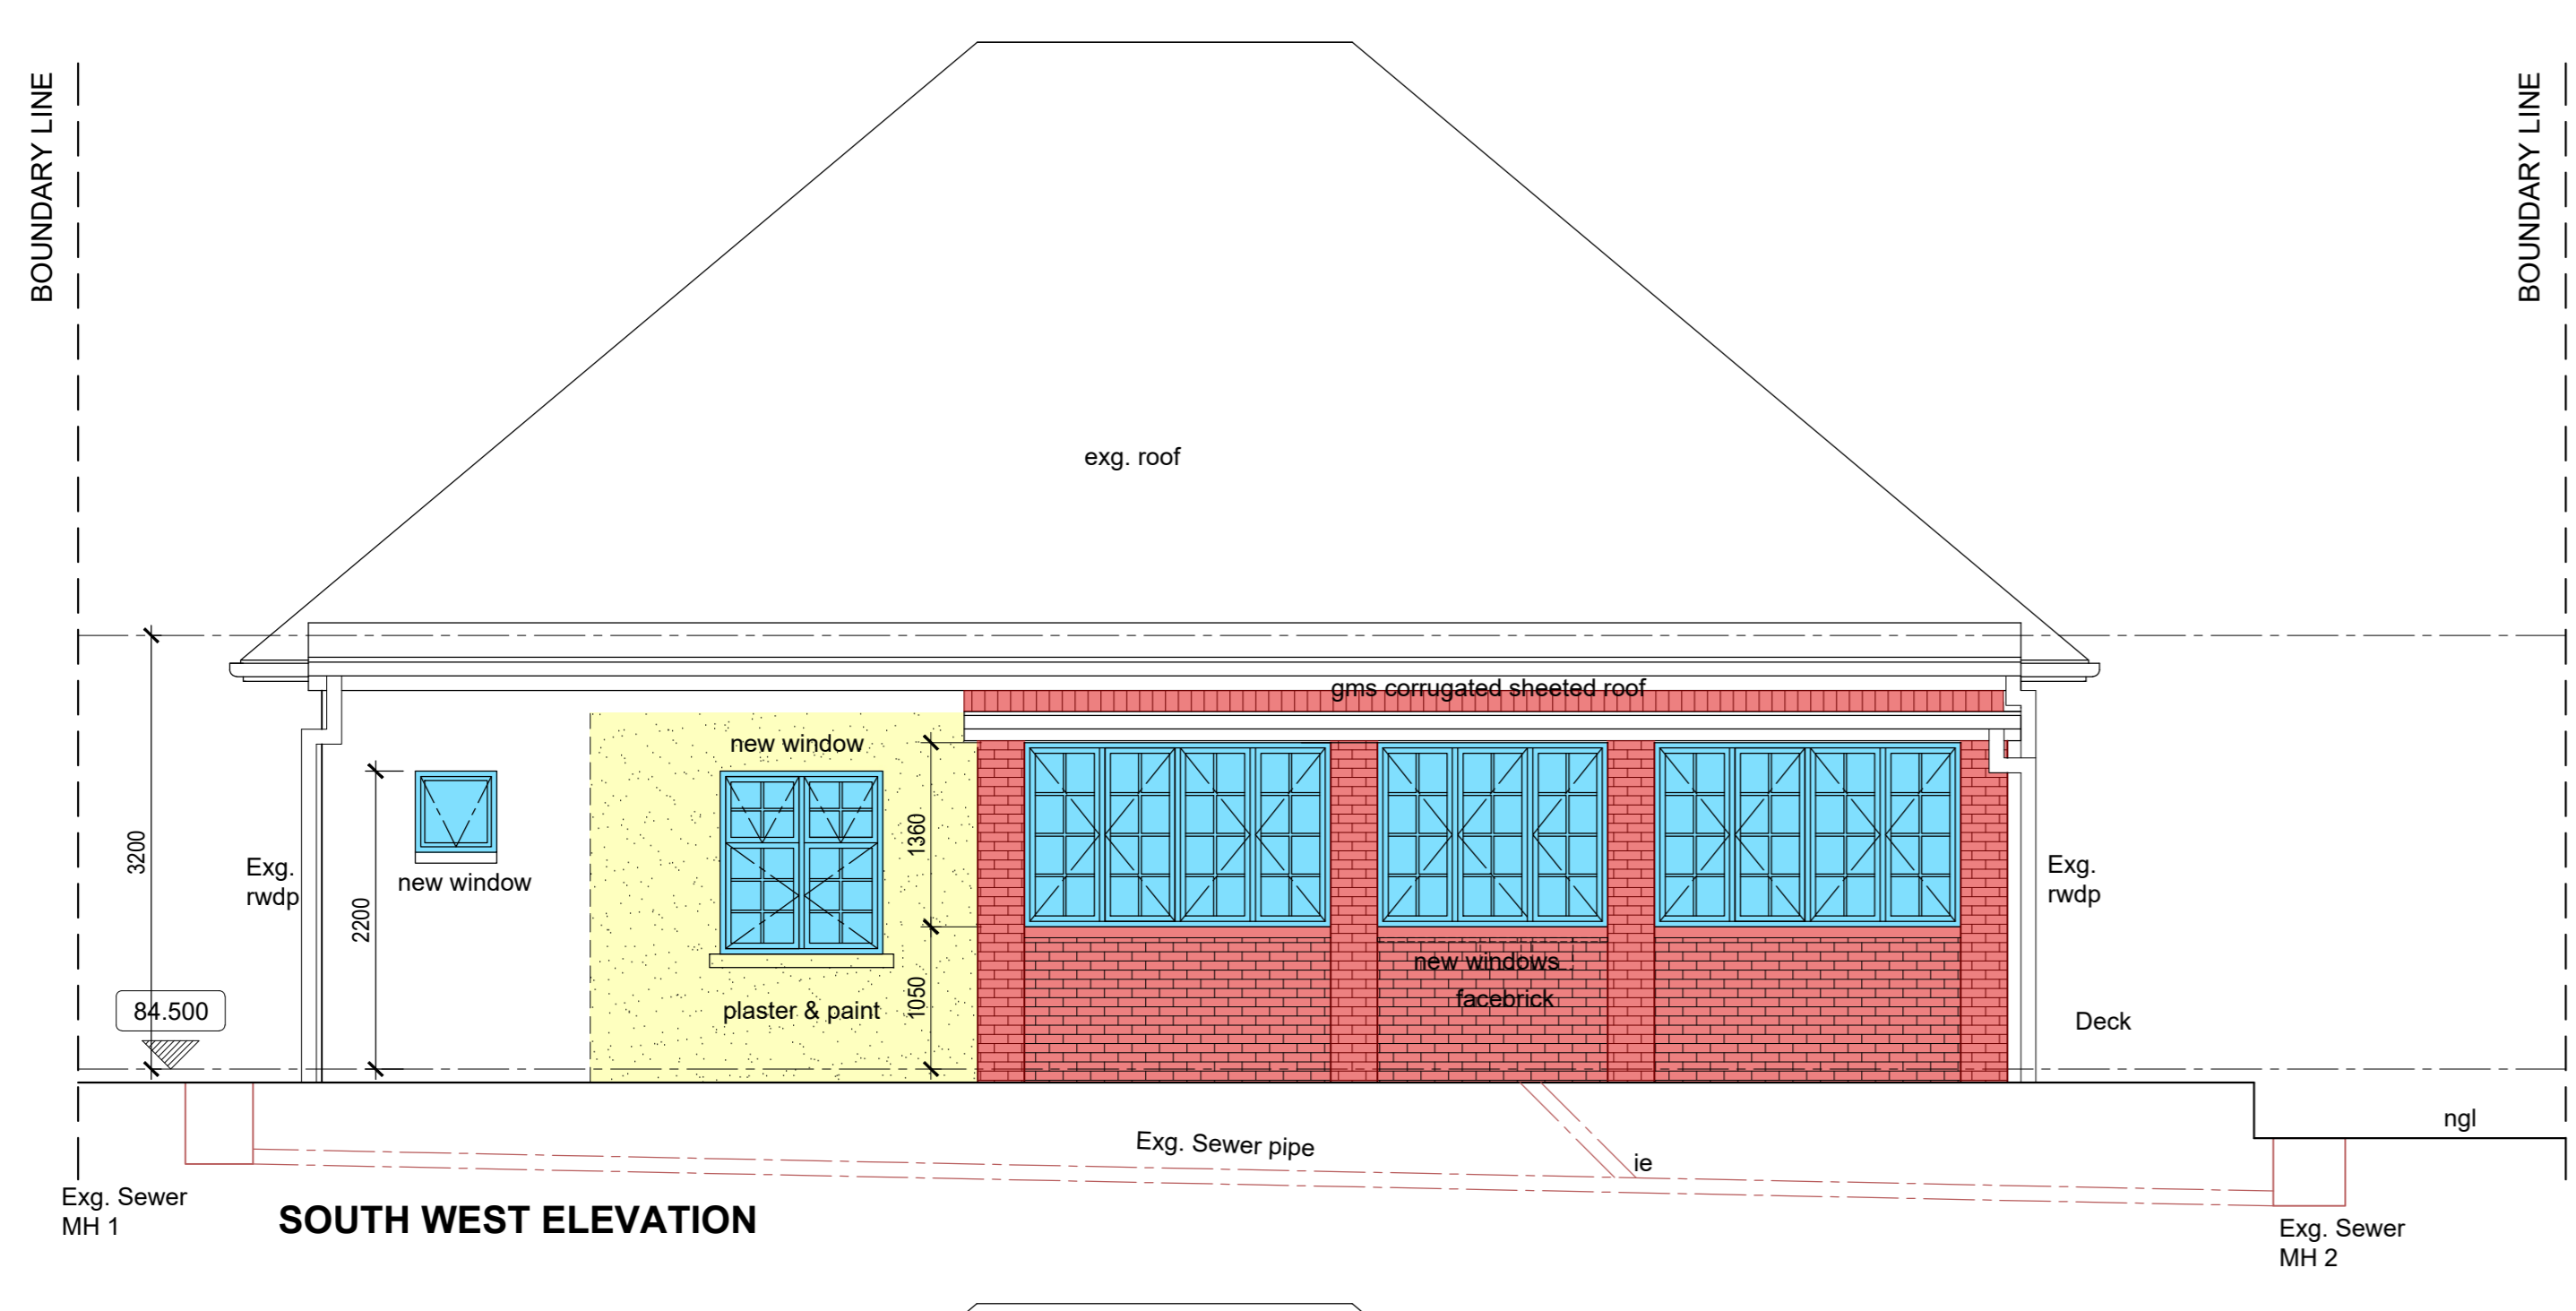 BOUNDARY LINE
BOUNDARY LINE
exg. roof
gms corrugated sheeted roof
new window
1360
3200
Exg.
rwdp
new window
2200
Exg.
rwdp
new windows
facebrick
1050
plaster & paint
84.500
Deck
ngl
Exg. Sewer pipe
ie
Exg. Sewer
MH 1
SOUTH WEST ELEVATION
Exg. Sewer
MH 2